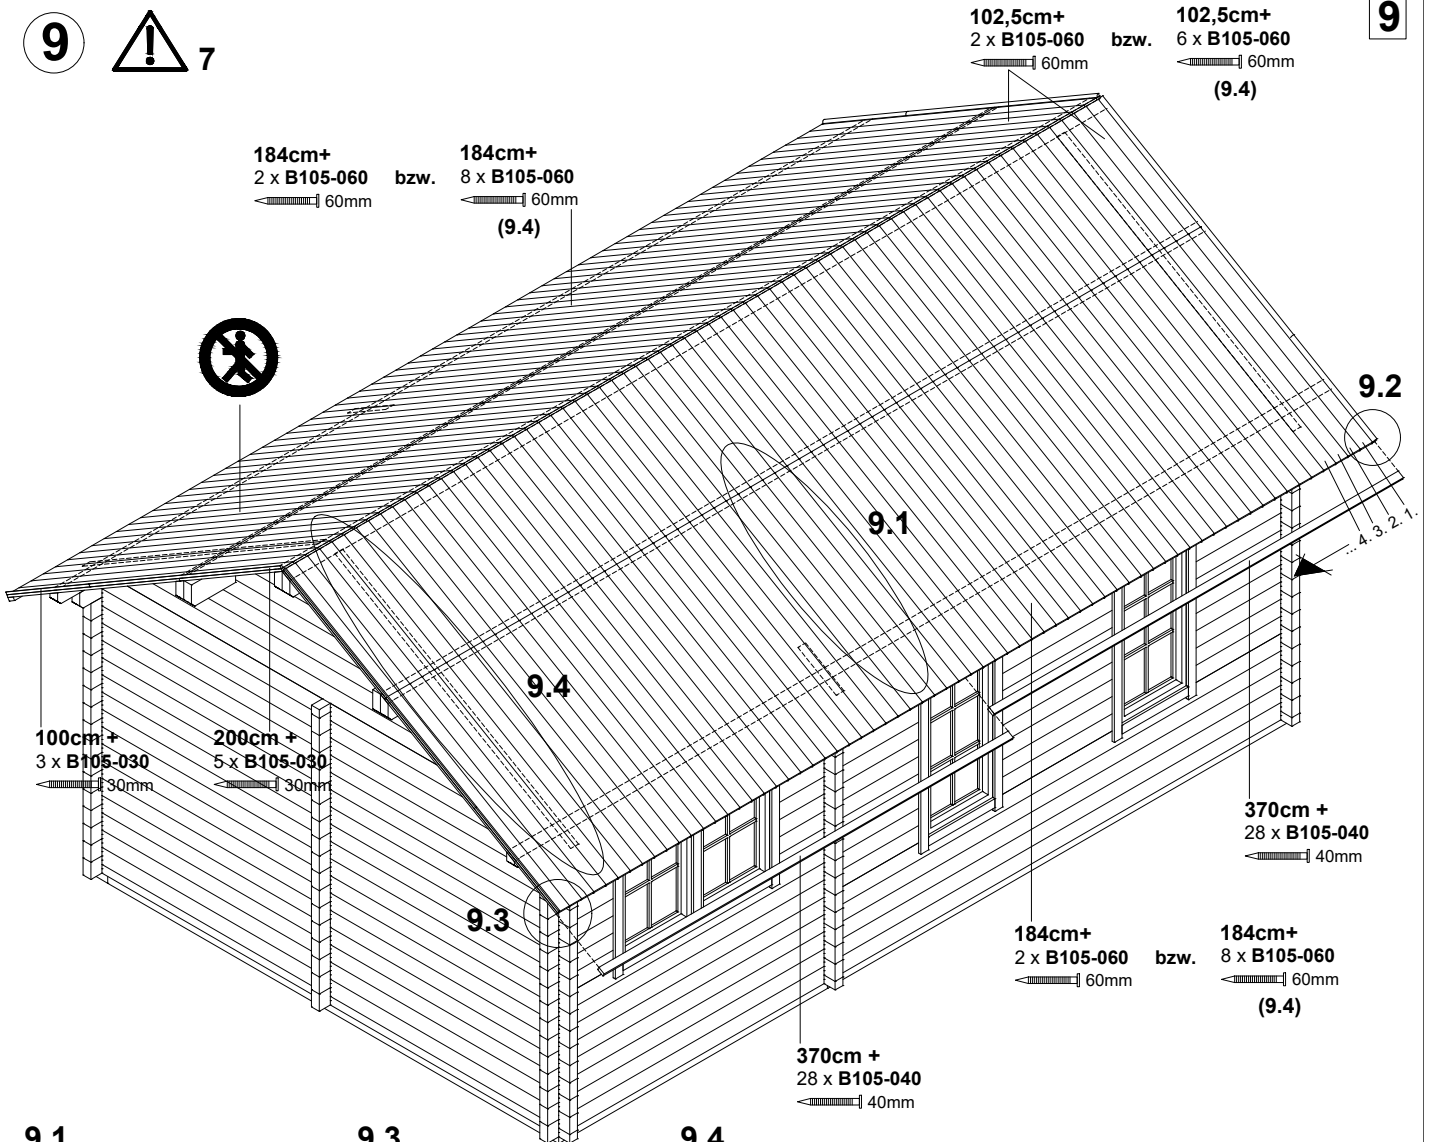 9
7
9
102,5cm+
2 x B105-060 bzw.
60mm
102,5cm+
6 x B105-060
60mm
(9.4)
184cm+
2 x B105-060 bzw.
60mm
184cm+
8 x B105-060
60mm
(9.4)
9.2
9.1
... 4. 3. 2. 1.
9.4
100cm +
3 x B105-030
30mm
200cm +
5 x B105-030
30mm
370cm +
28 x B105-040
40mm
9.3
184cm+
2 x B105-060 bzw.
60mm
184cm+
8 x B105-060
60mm
(9.4)
370cm +
28 x B105-040
40mm
9.1
9.3
9.4